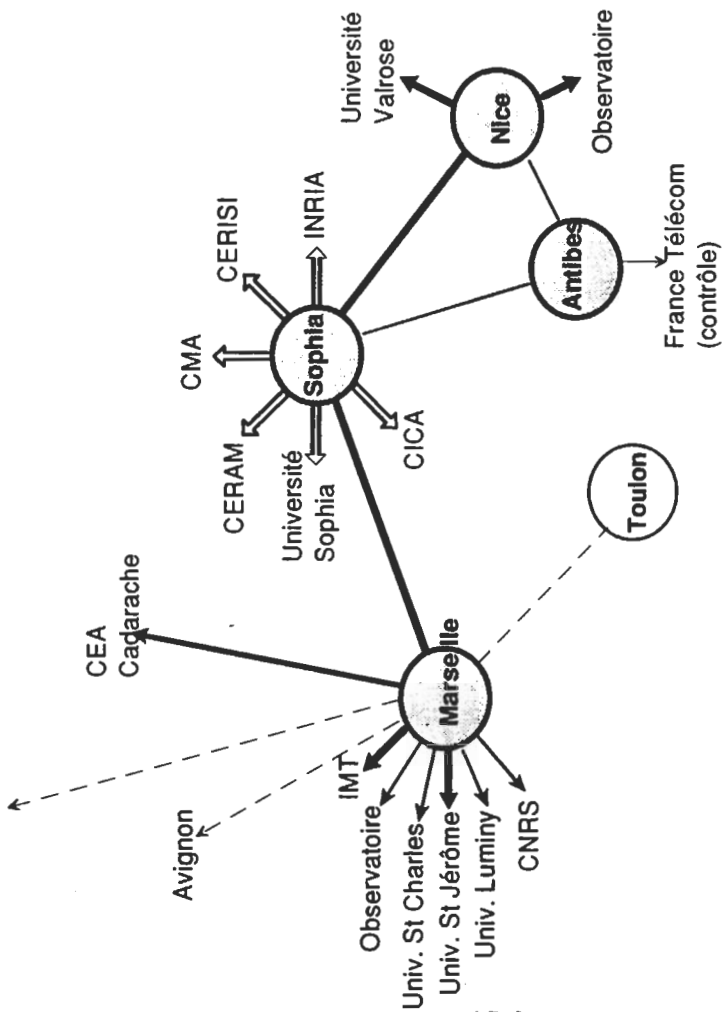 CEA
Cadarache
Avignon
IMT
Observatoire
Univ. St Charles
Univ. St Jérôme
Univ. Luminy
CNRS
Marseille
Toulon
CERAM
CMA
CERISI
INRIA
Université
Sophia
CICA
Sophia
Université
Valrose
Nice
Observatoire
Antibes
France Télécom
(contrôle)